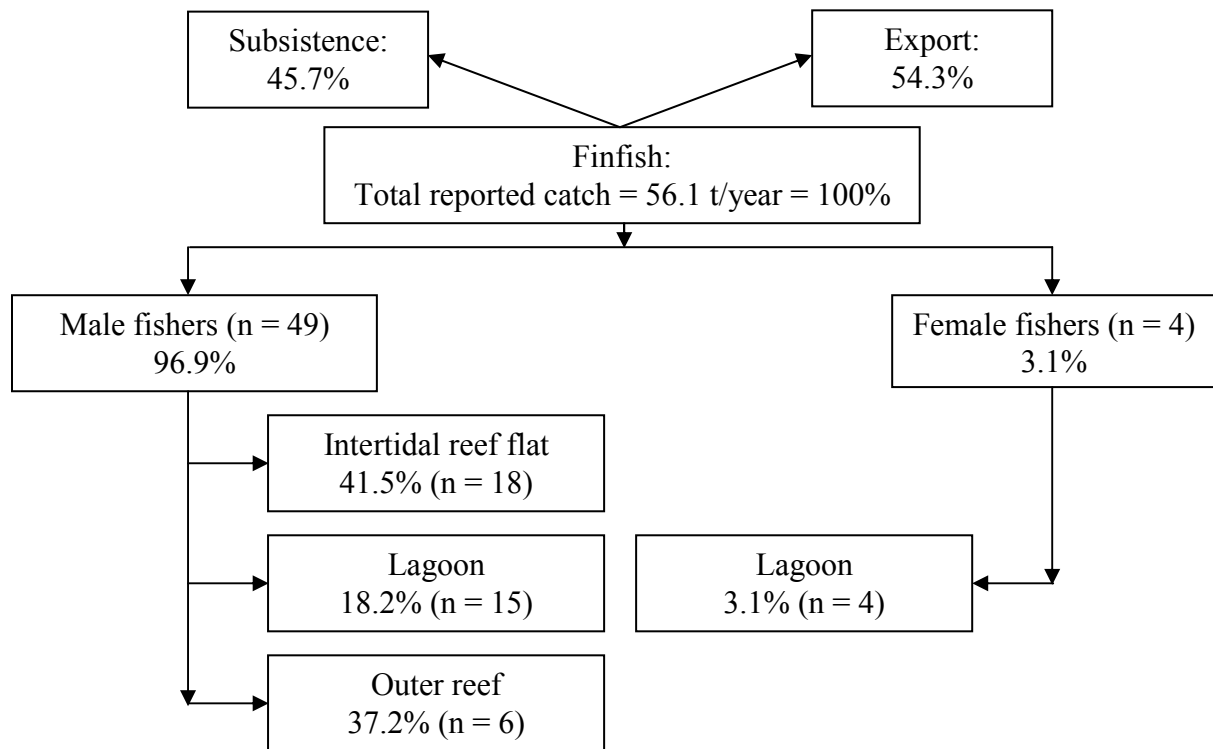 Subsistence:
45.7%
Export:
54.3%
Finfish:
Total reported catch = 56.1 t/year = 100%
Male fishers (n = 49)
96.9%
Female fishers (n = 4)
3.1%
Intertidal reef flat
41.5% (n = 18)
Lagoon
18.2% (n = 15)
Lagoon
3.1% (n = 4)
Outer reef
37.2% (n = 6)